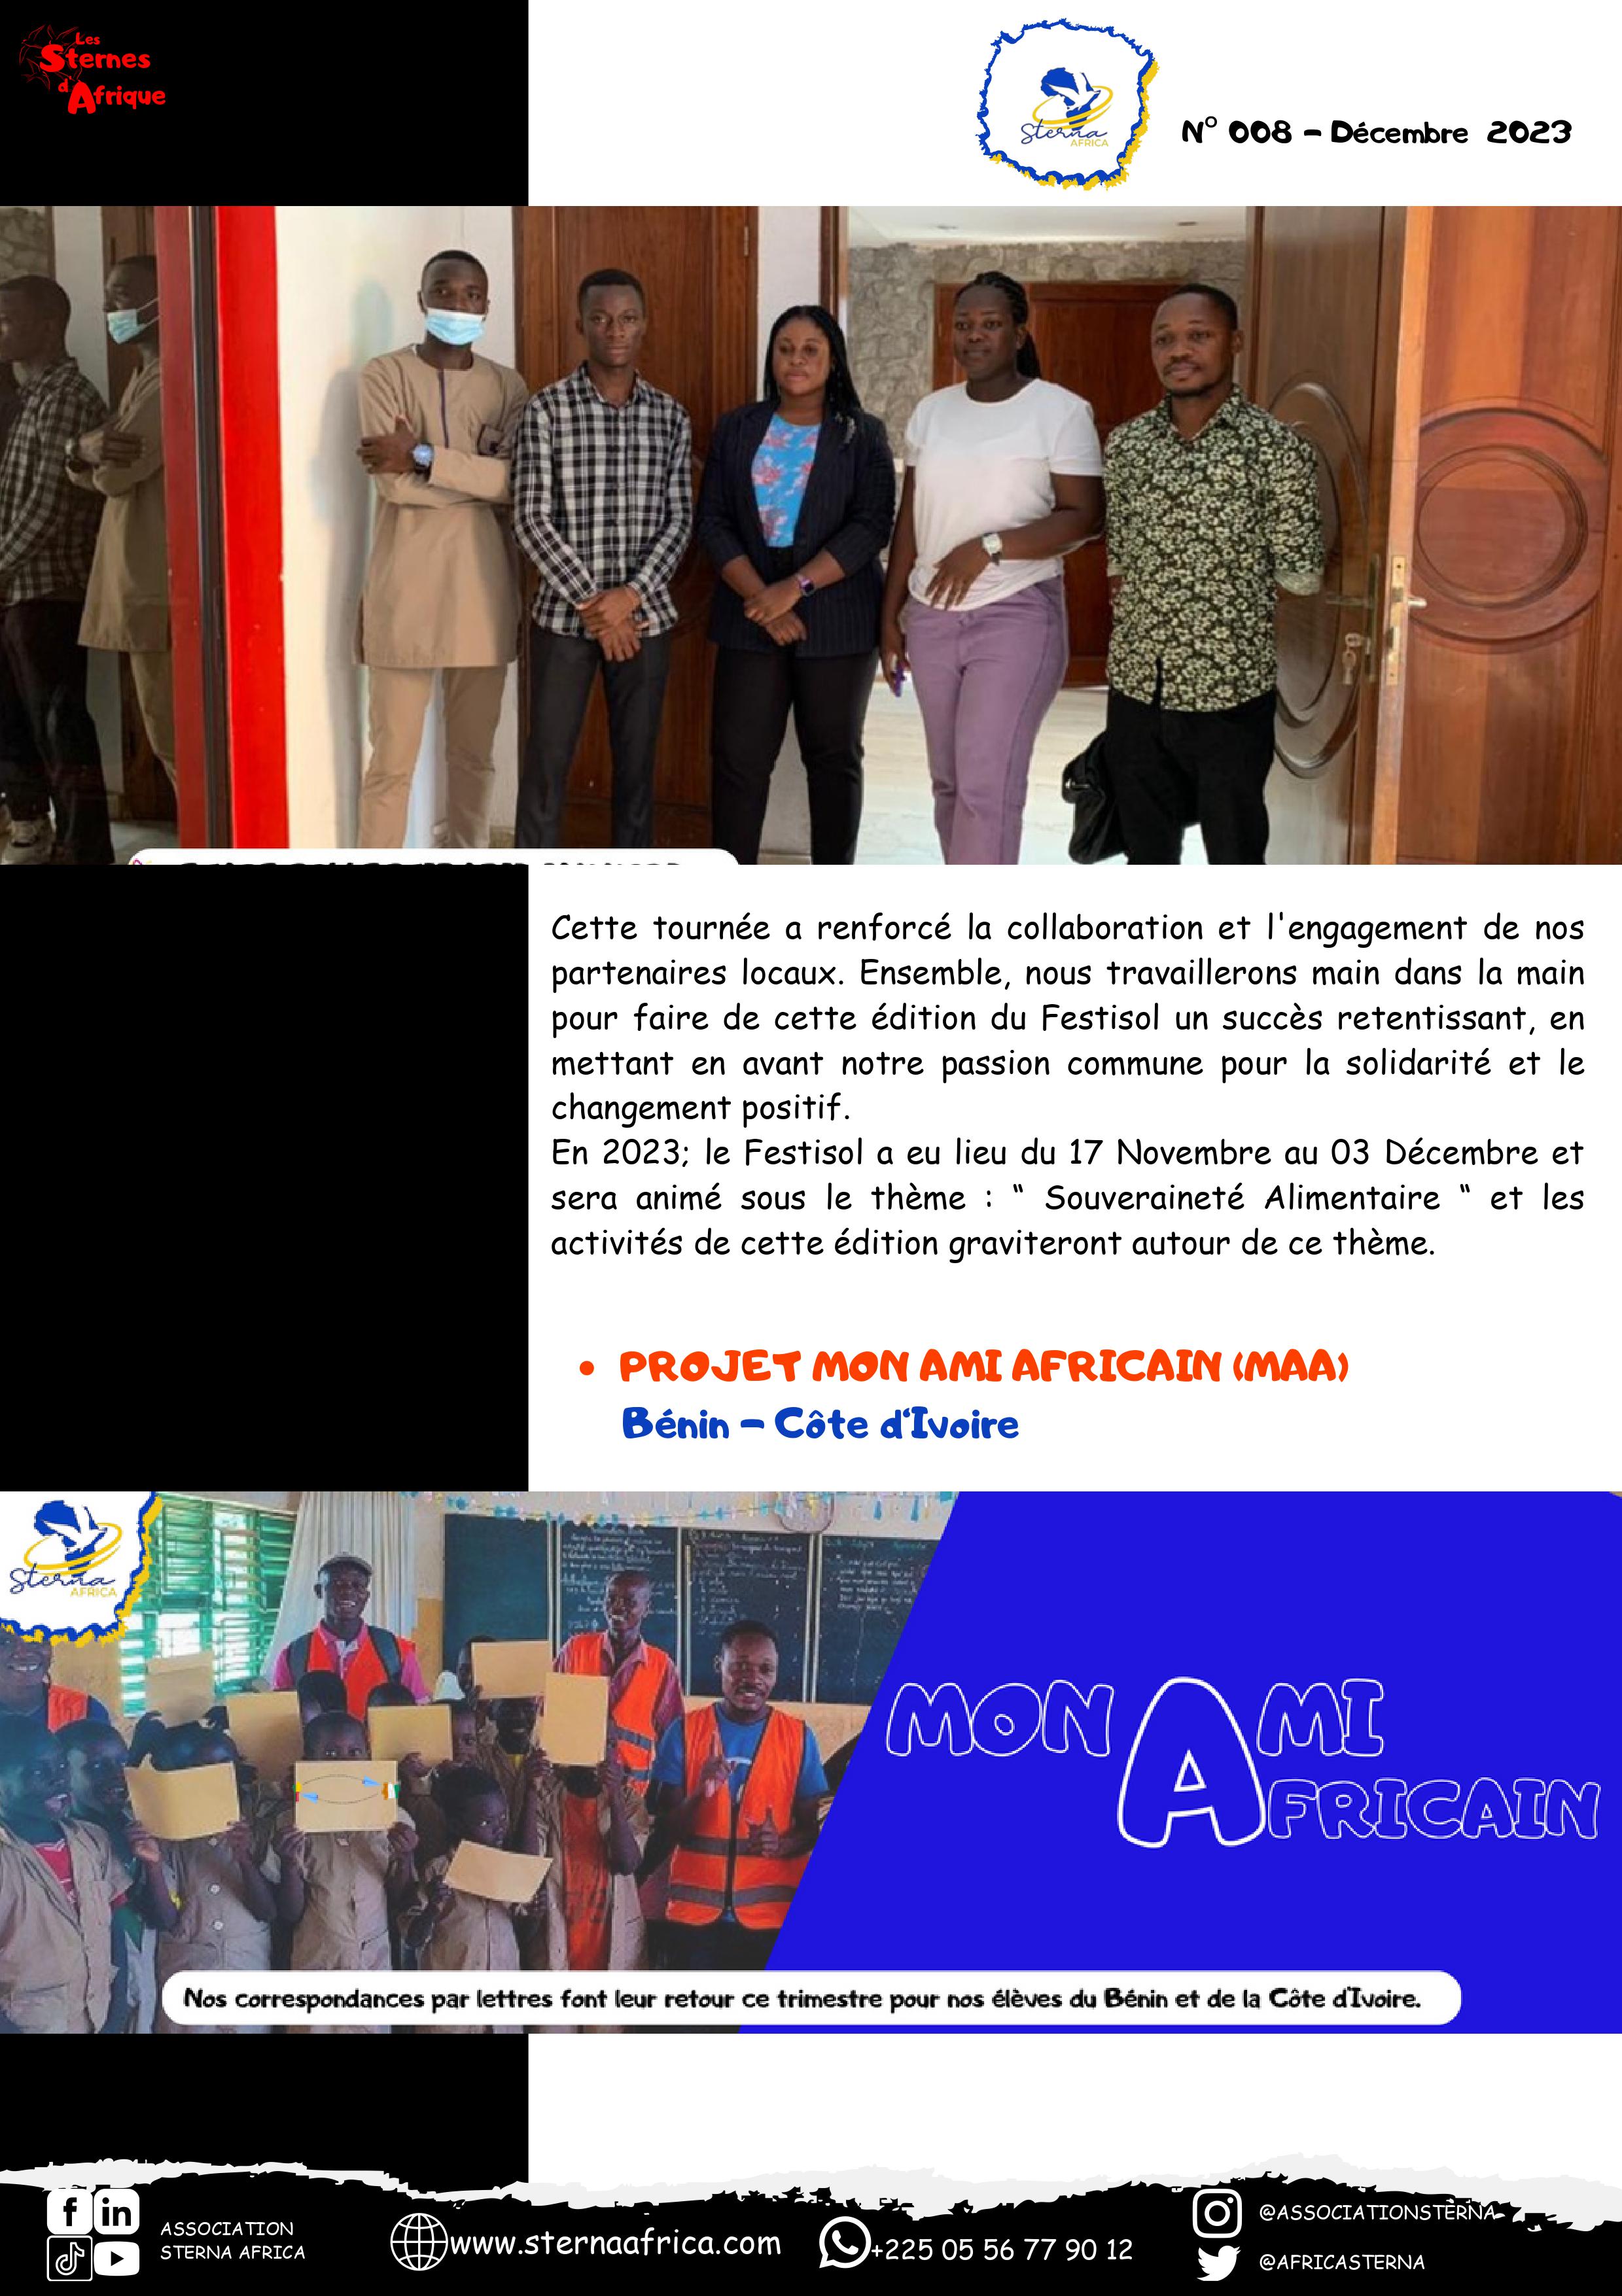 Les
Sternes
d'Afrique
Sterna
AFRICA
N° 008 - Décembre 2023
Cette tournée a renforcé la collaboration et l'engagement de nos
partenaires locaux. Ensemble, nous travaillerons main dans la main
pour faire de cette édition du Festisol un succès retentissant, en
mettant en avant notre passion commune pour la solidarité et le
changement positif.
En 2023; le Festisol a eu lieu du 17 Novembre au 03 Décembre et
sera animé sous le thème : “ Souveraineté Alimentaire “ et les
activités de cette édition graviteront autour de ce thème.
• PROJET MON AMI AFRICAIN (MAA)
Bénin - Côte d‘Ivoire
Sterna
AFRICA
MON AMI
AFRICAIN
Nos correspondances par lettres font leur retour ce trimestre pour nos élèves du Bénin et de la Côte d'Ivoire.
ASSOCIATION
STERNA AFRICA
www.sternaafrica.com
+225 05 56 77 90 12
@ASSOCIATIONSTERNA
@AFRICASTERNA